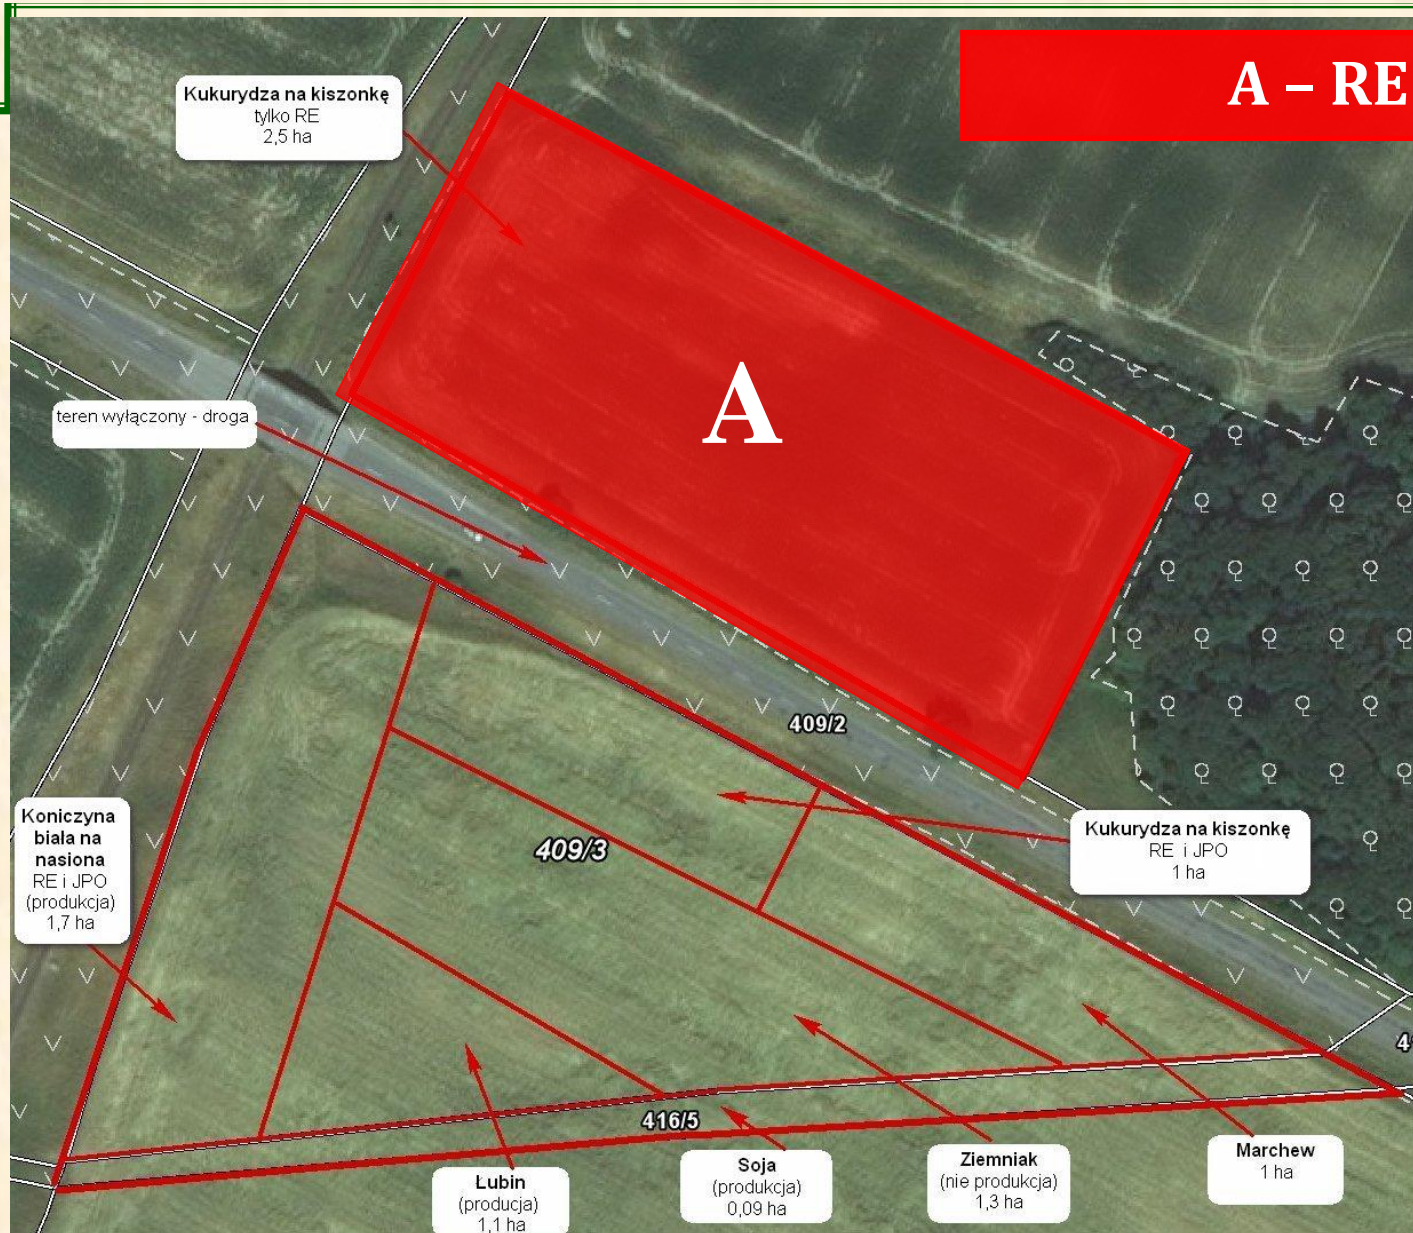 A – RE
Kukurydza na kiszonkę
tylko RE
2,5 ha
A
teren wyłączony - droga
409/2
Koniczyna
biała na
nasiona
RE i JPO
(produkcja)
1,7 ha
409/3
Kukurydza na kiszonkę
RE i JPO
1 ha
416/5
Łubin
(producja)
1,1 ha
Soja
(produkcja)
0,09 ha
Ziemniak
(nie produkcja)
1,3 ha
Marchew
1 ha